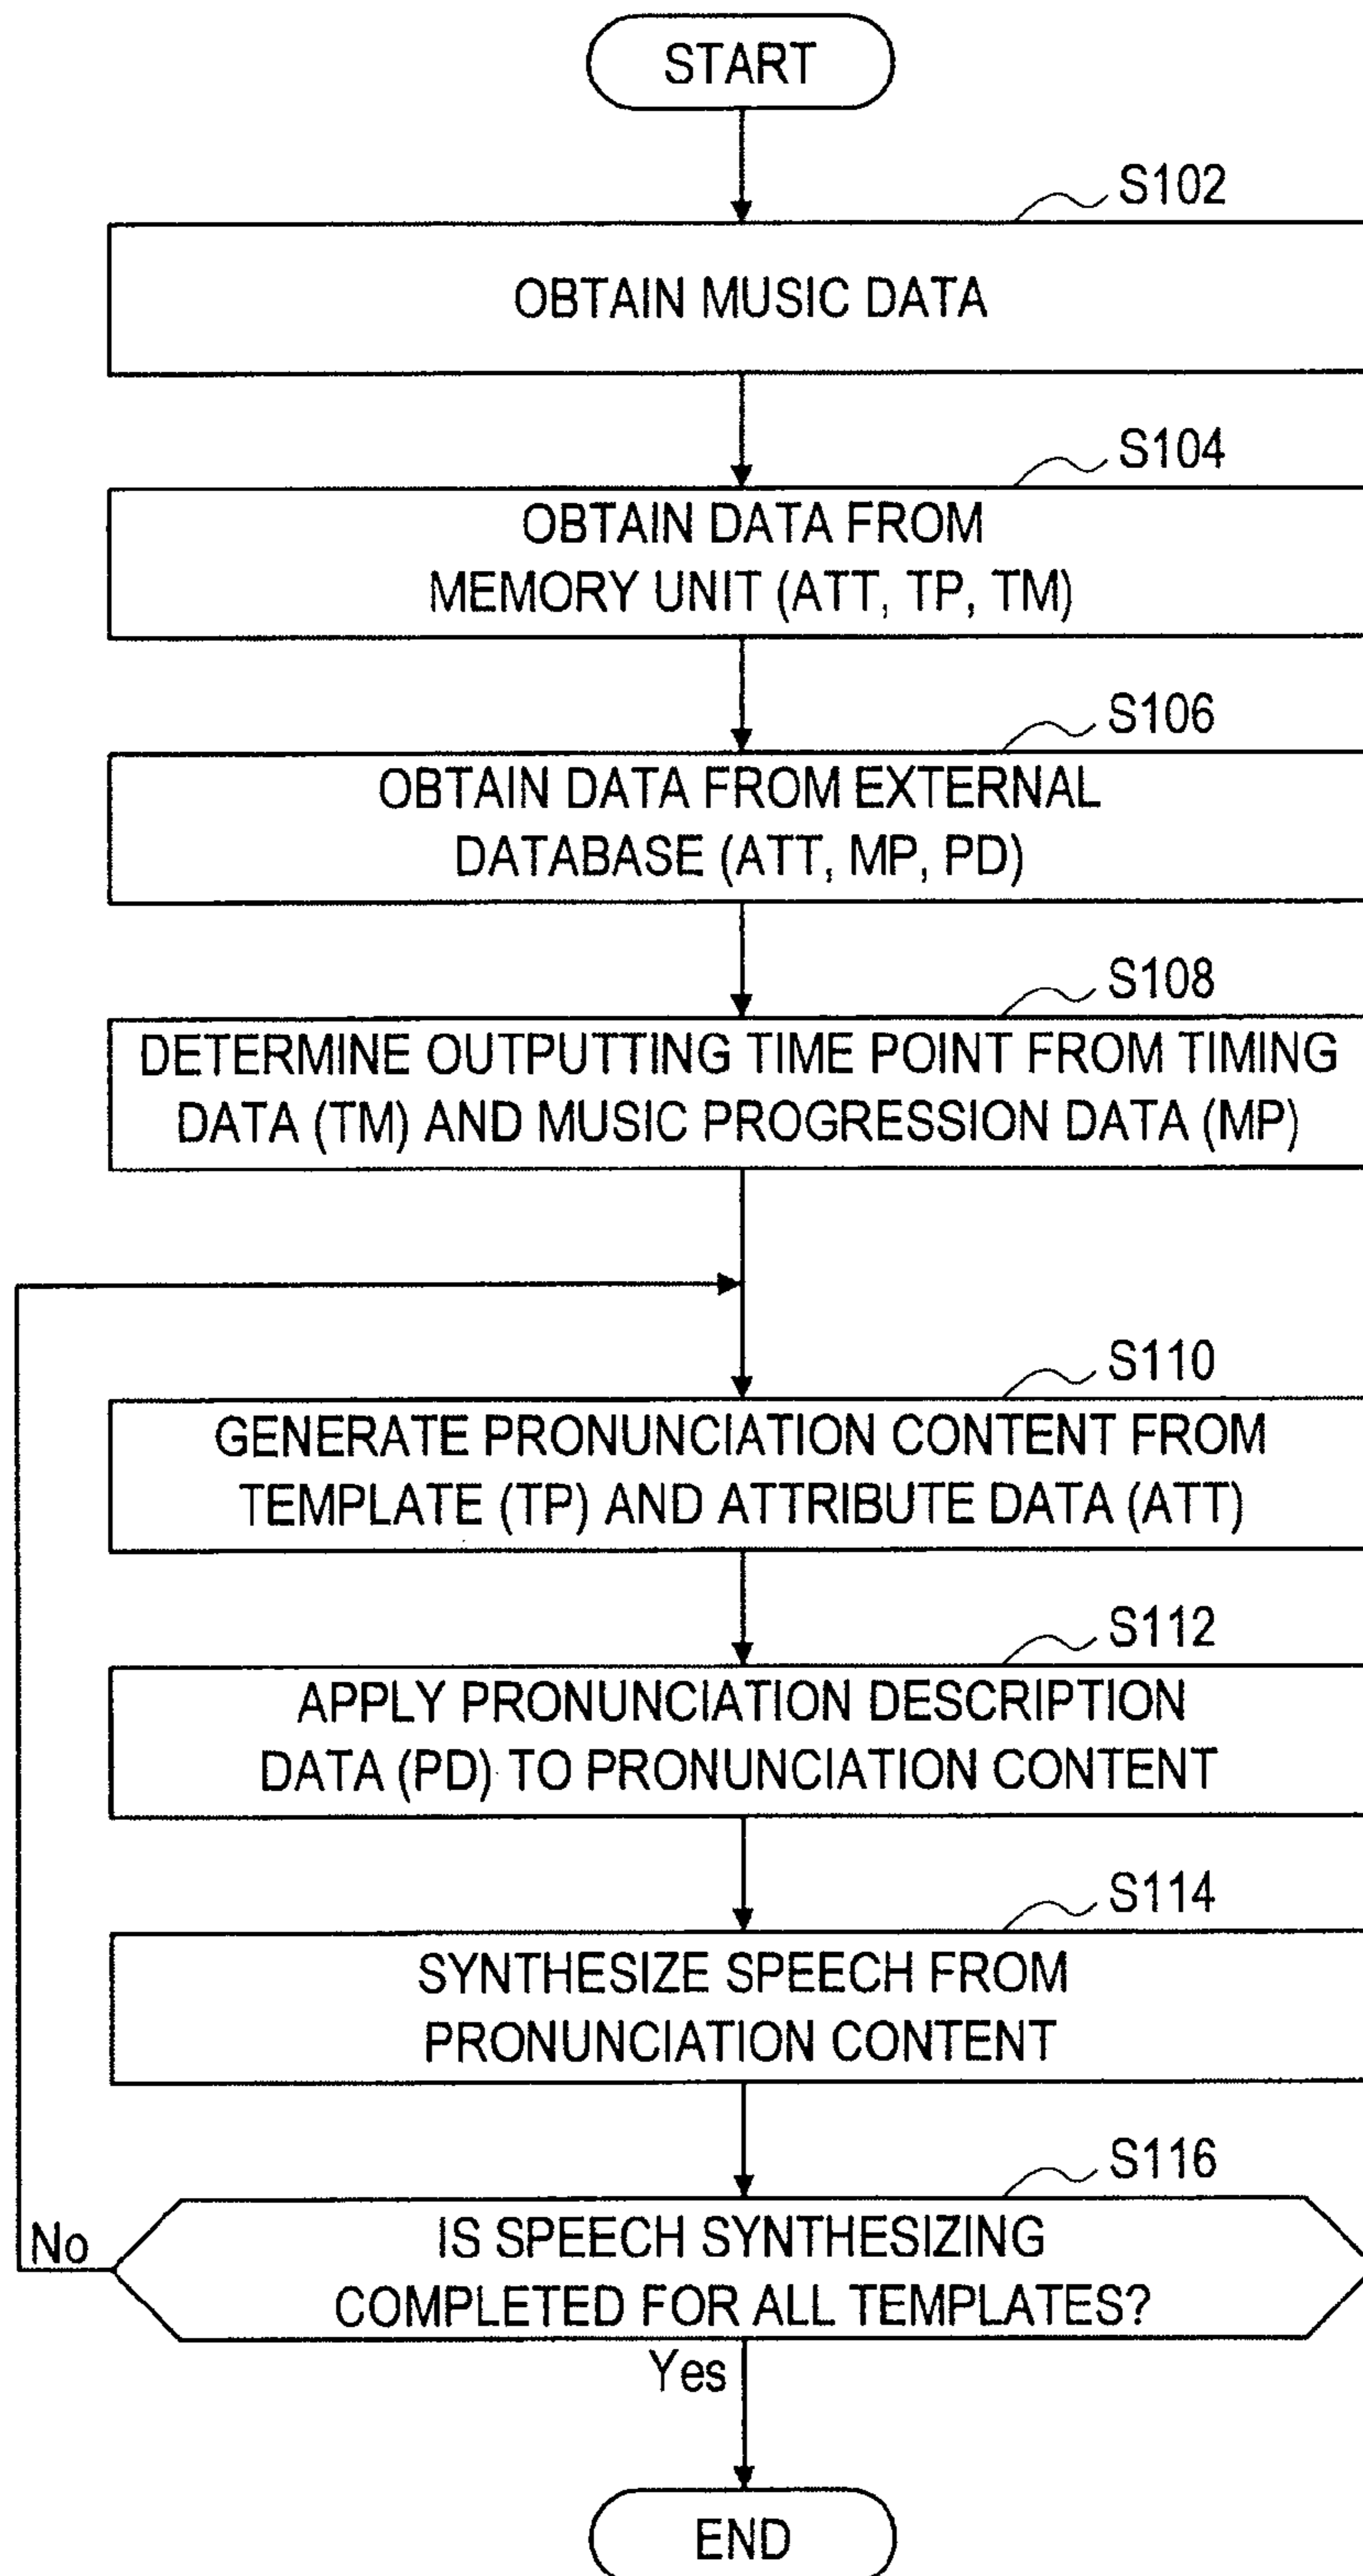 START
S102
OBTAIN MUSIC DATA
S104
OBTAIN DATA FROM
MEMORY UNIT (ATT, TP, TM)
S106
OBTAIN DATA FROM EXTERNAL
DATABASE (ATT, MP, PD)
S108
DETERMINE OUTPUTTING TIME POINT FROM TIMING
DATA (TM) AND MUSIC PROGRESSION DATA (MP)
S110
GENERATE PRONUNCIATION CONTENT FROM
TEMPLATE (TP) AND ATTRIBUTE DATA (ATT)
S112
APPLY PRONUNCIATION DESCRIPTION
DATA (PD) TO PRONUNCIATION CONTENT
S114
SYNTHESIZE SPEECH FROM
PRONUNCIATION CONTENT
S116
No
IS SPEECH SYNTHESIZING
COMPLETED FOR ALL TEMPLATES?
Yes
END